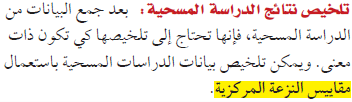 تلخيص نتائج الدراسة المسحية: بعد جمع البيانات من
الدراسة المسحية، فإنها تحتاج إلى تلخيصها كي تكون ذات
معنى. ويمكن تلخيص بيانات الدراسات المسحية باستعمال
مقاييس النزعة المركزية.